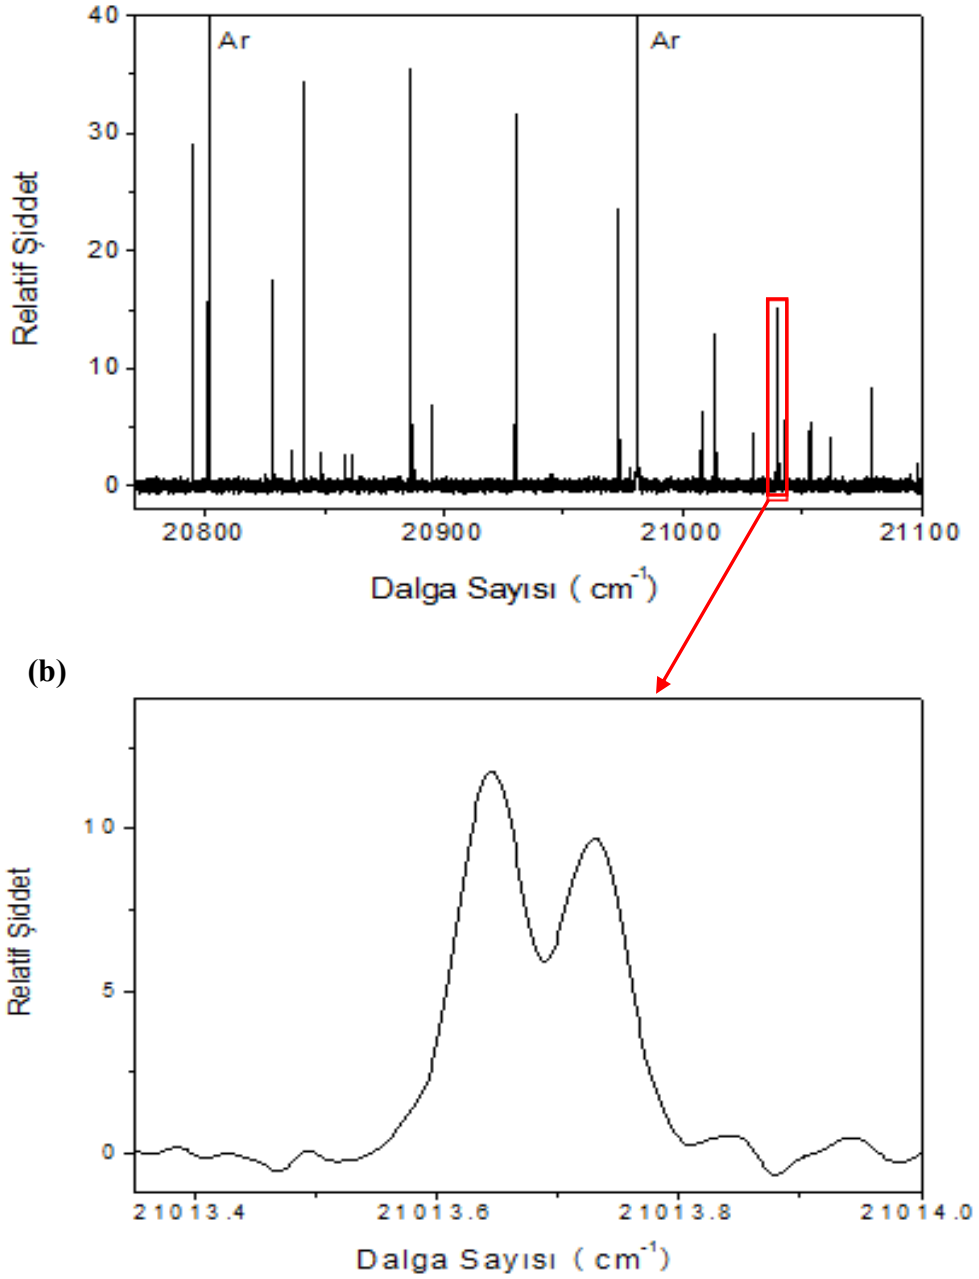 40
Ar
Ar
30
20
10
0
Relatif Şiddet
20800 20900 21000 21100
Dalga Sayısı ( cm-1)
(b)
10
5
0
Relatif Şiddet
21013.4 21013.6 21013.8 21014.0
Dalga Sayısı ( cm-1)